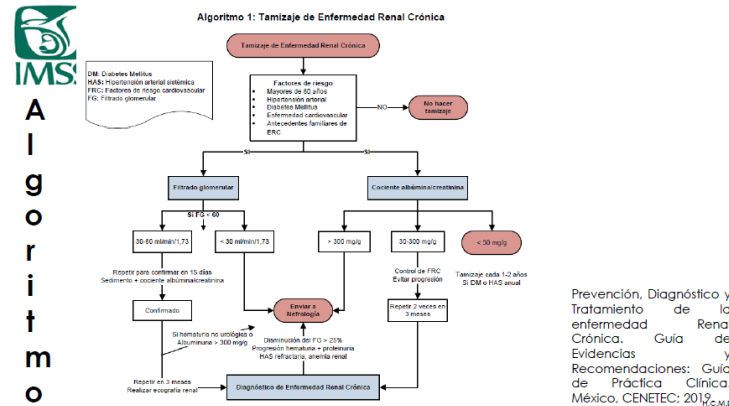 Algoritmo 1: Tamizaje de Enfermedad Renal Crónica
IMSS
Algoritmo
Tamizaje de Enfermedad Renal Crónica
DM: Diabetes Mellitus
HAS: Hipertensión arterial sistémica
FRC: Factores de riesgo cardiovascular
FG: Filtrado glomerular
Factores de riesgo
• Mayores de 60 años
• Hipertensión arterial
• Diabetes Mellitus
• Enfermedad cardiovascular
• Antecedentes familiares de
ERC
NO
No hacer
tamizaje
SI
SI
Filtrado glomerular
Cociente albúmina/creatinina
Si FG < 60
30-60 ml/min/1,73
< 30 ml/min/1,73
> 300 mg/g
30-300 mg/g
< 30 mg/g
Repetir para confirmar en 15 días
Sedimento + cociente albúmina/creatinina
Control de FRC
Evitar progresión
Tamizaje cada 1-2 años
Si DM o HAS anual
Confirmado
Enviar a
Nefrología
Repetir 2 veces en
3 meses
Si hematuria no urológica o
Albuminuria > 300 mg/g
Disminución del FG > 25%
Progresión hematuria + proteinuria
HAS refractaria, anemia renal
Repetir en 3 meses
Realizar ecografía renal
Diagnóstico de Enfermedad Renal Crónica
Prevención, Diagnóstico y
Tratamiento de la
enfermedad Renal
Crónica. Guía de
Evidencias y
Recomendaciones: Guía
de Práctica Clínica.
México, CENETEC; 2019